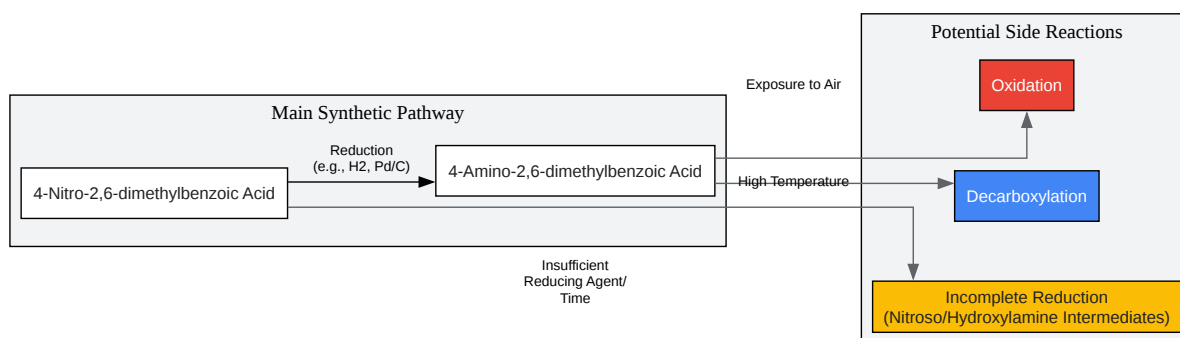 Potential Side Reactions
Exposure to Air
Oxidation
Main Synthetic Pathway
Reduction
(e.g., H2, Pd/C)
4-Amino-2,6-dimethylbenzoic Acid
4-Nitro-2,6-dimethylbenzoic Acid
High Temperature
Decarboxylation
Insufficient
Reducing Agent/
Time
Incomplete Reduction
(Nitroso/Hydroxylamine Intermediates)